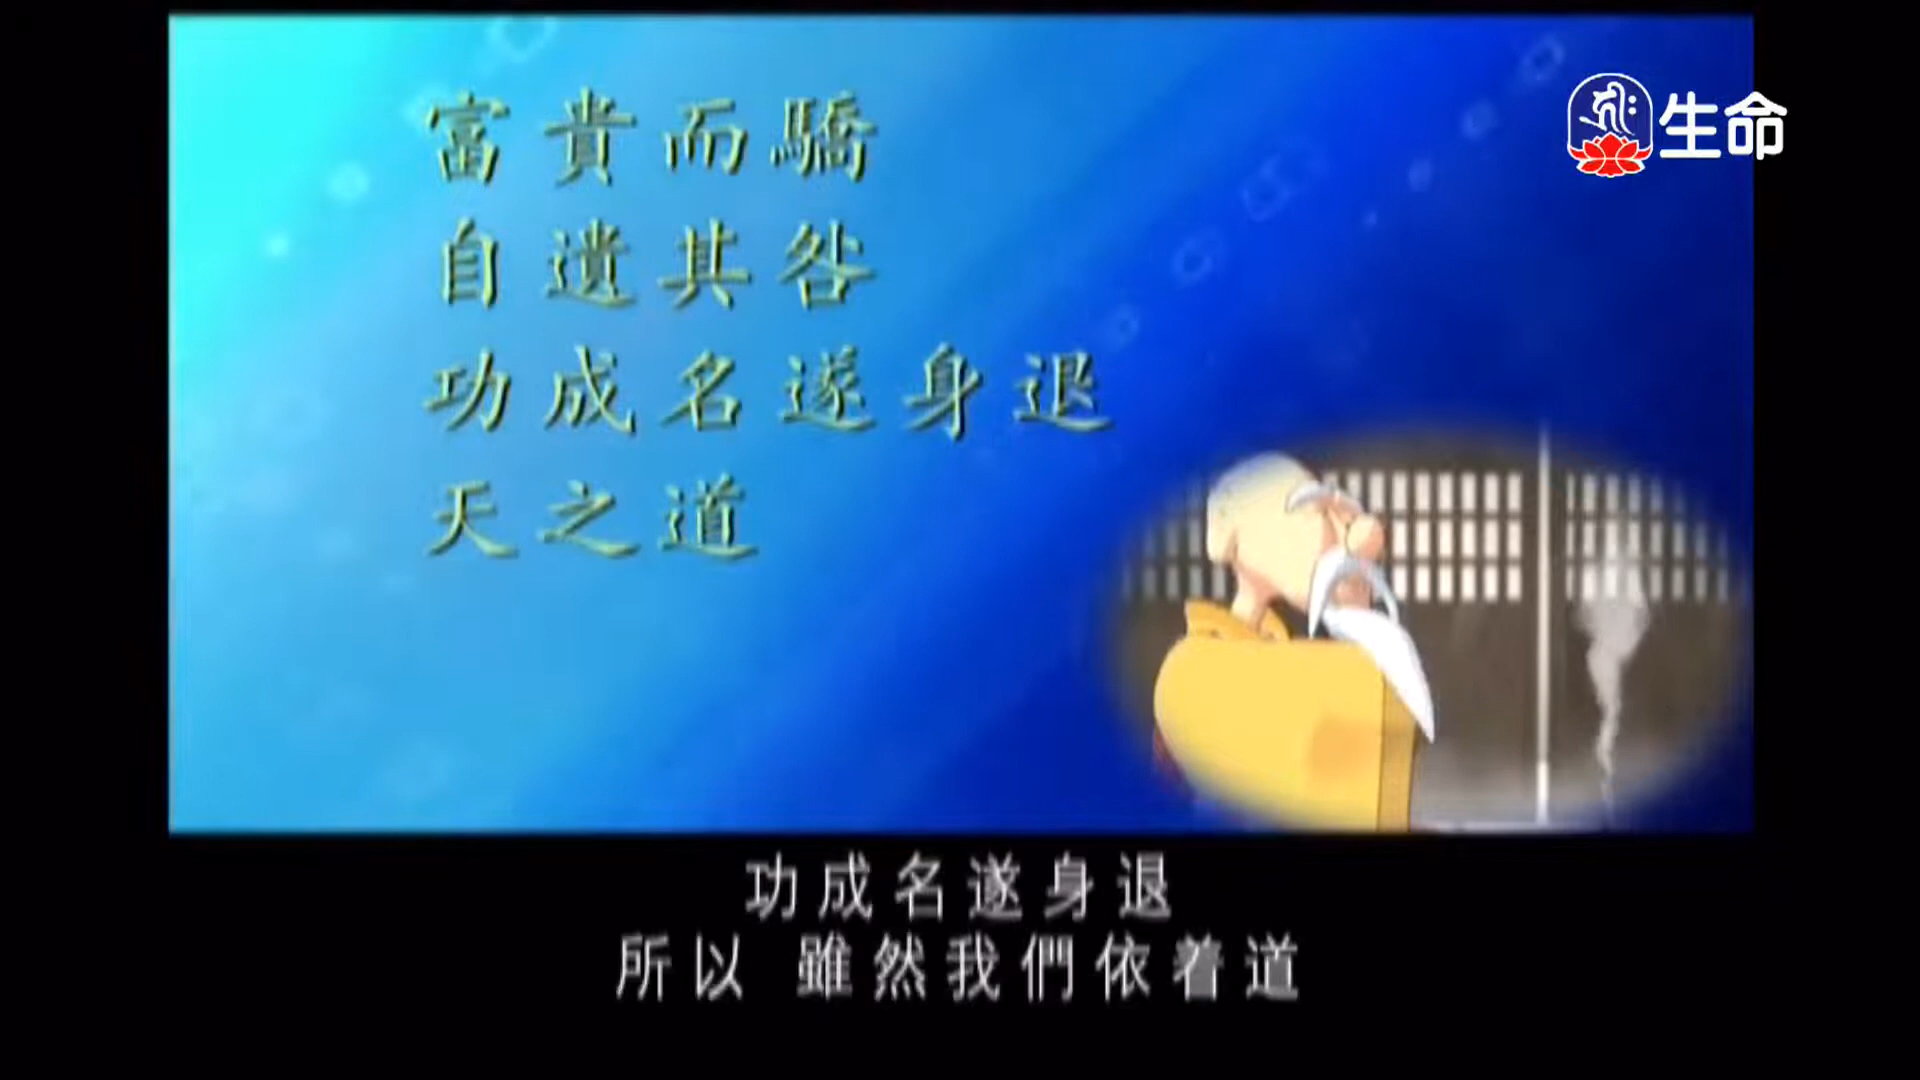 富貴而驕
自遺其咎
功成名遂身退
天之道
生命
功成名遂身退
所以 雖然我們依着道